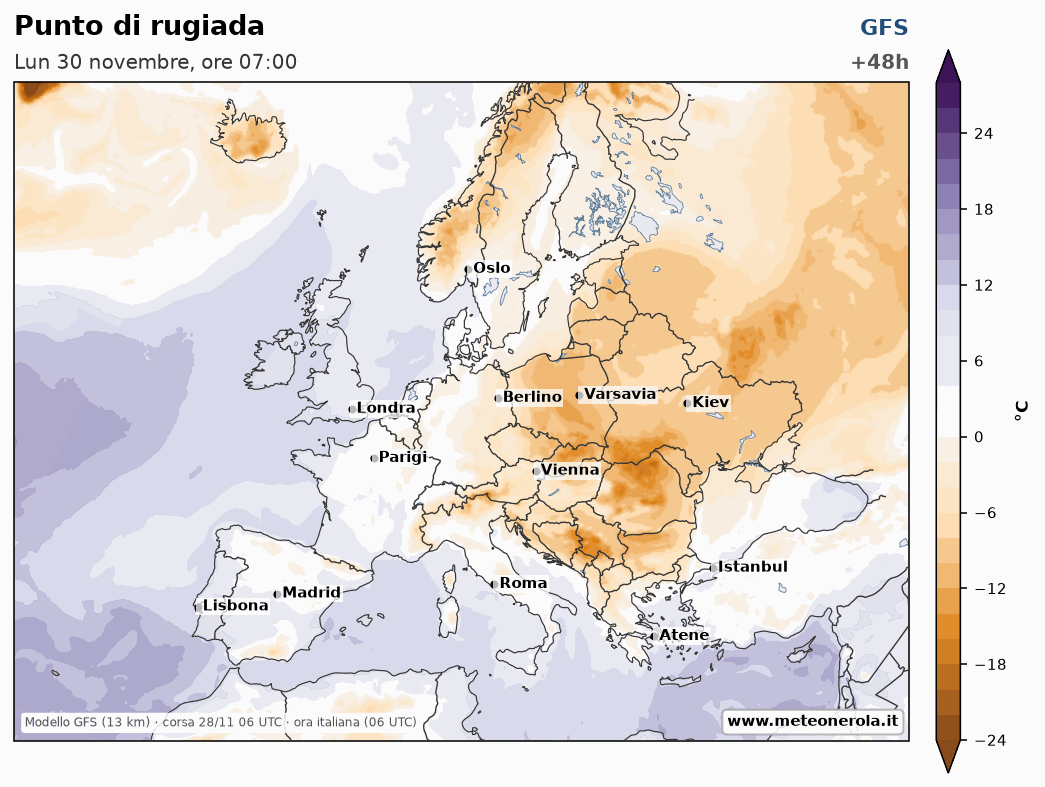 Punto di rugiada
GFS
Lun 30 novembre, ore 07:00
+48h
Oslo
Berlino
Varsavia
Kiev
Londra
Parigi
Vienna
Istanbul
Roma
Madrid
Lisbona
Atene
24
18
12
6
0
−6
−12
−18
−24
°C
Modello GFS (13 km) · corsa 28/11 06 UTC · ora italiana (06 UTC)
www.meteonerola.it